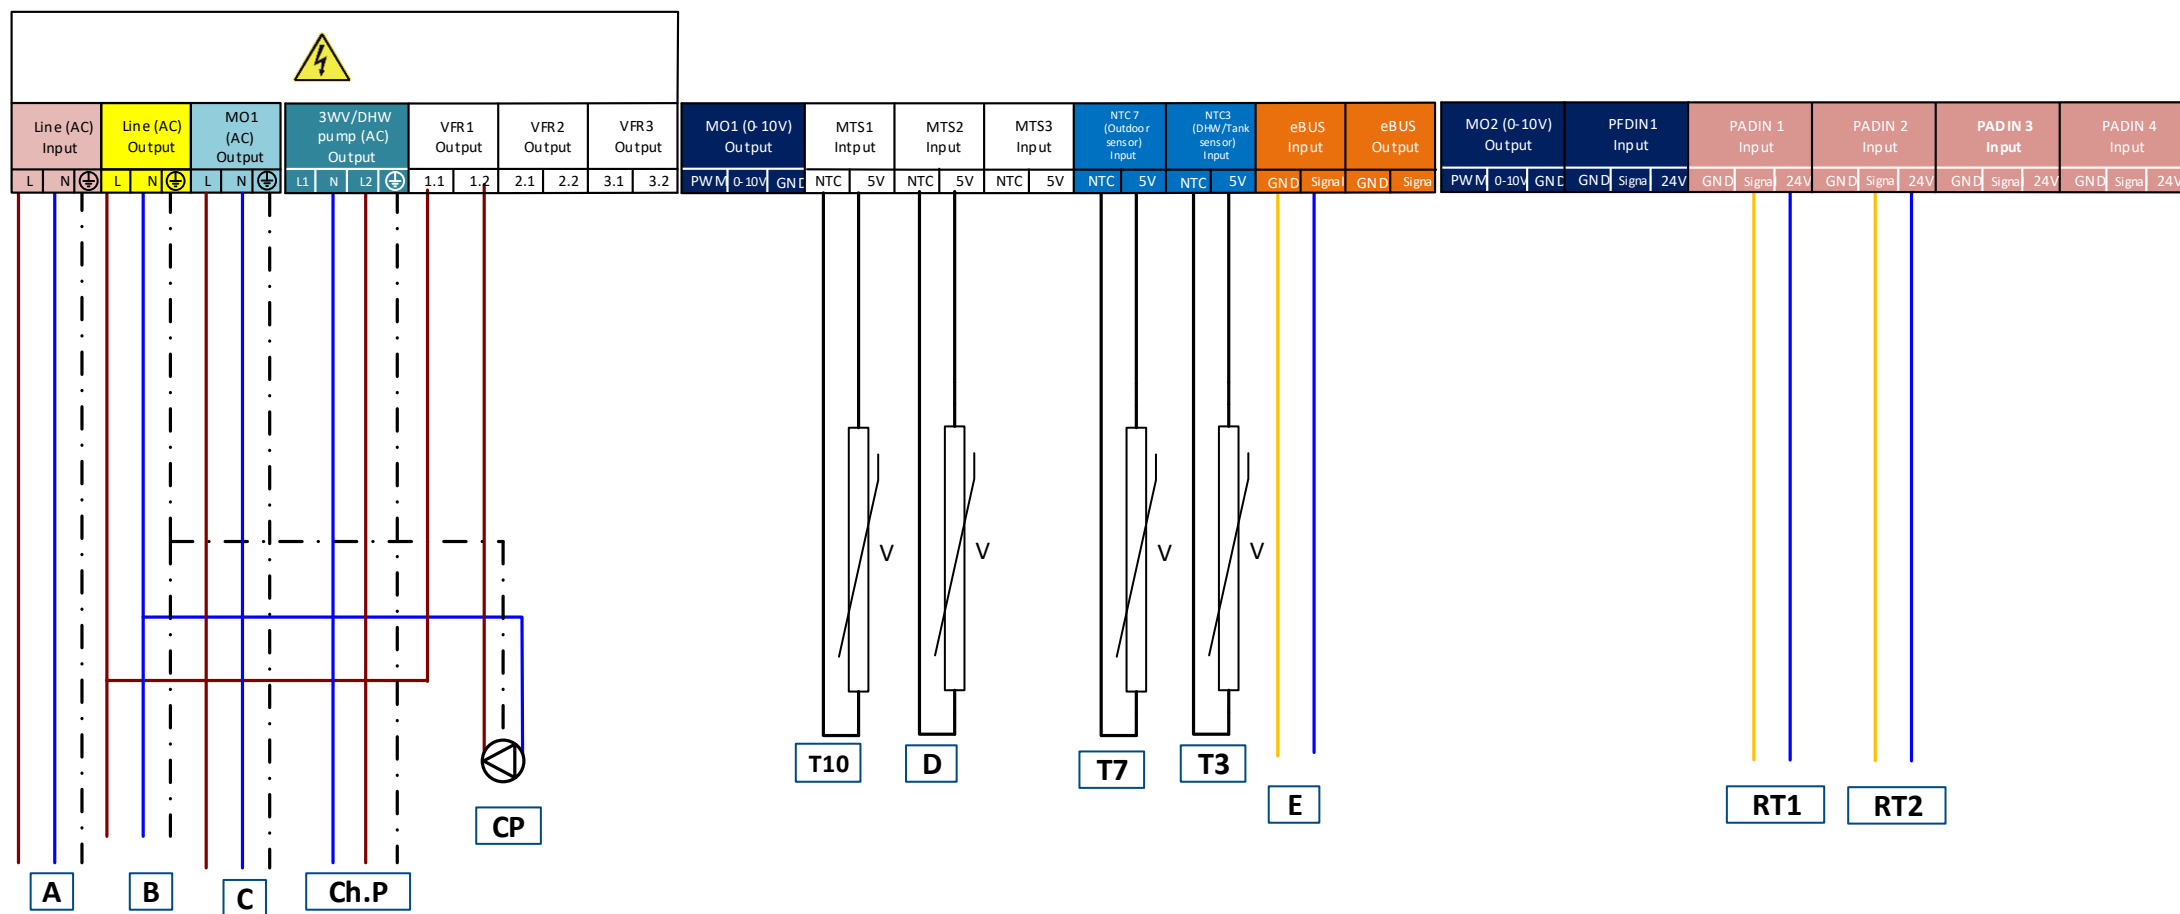 Line (AC)
Input
L N
Line (AC)
Output
L N
MO1
(AC)
Output
L N
3WV/DHW
pump (AC)
Output
L1 N L2
VFR1
Output
1.1 1.2
VFR2
Output
2.1 2.2
VFR3
Output
3.1 3.2
MO1 (0-10V)
Output
PWM 0-10V GND
MTS1
Intput
NTC 5V
MTS2
Input
NTC 5V
MTS3
Input
NTC 5V
NTC 7
(Outdoor
sensor)
Input
NTC 5V
NTC3
(DHW/Tank
sensor)
Input
NTC 5V
eBUS
Input
GND Signal
eBUS
Output
GND Signa
MO2 (0-10V)
Output
PWM 0-10V GND
PFDIN1
Input
GND Signa 24V
PADIN 1
Input
GND Signa 24V
PADIN 2
Input
GND Signa 24V
PADIN 3
Input
GND Signa 24V
PADIN 4
Input
GND Signa 24V
V
V
V
V
T10
D
T7
T3
E
RT1
RT2
CP
A
B
C
Ch.P